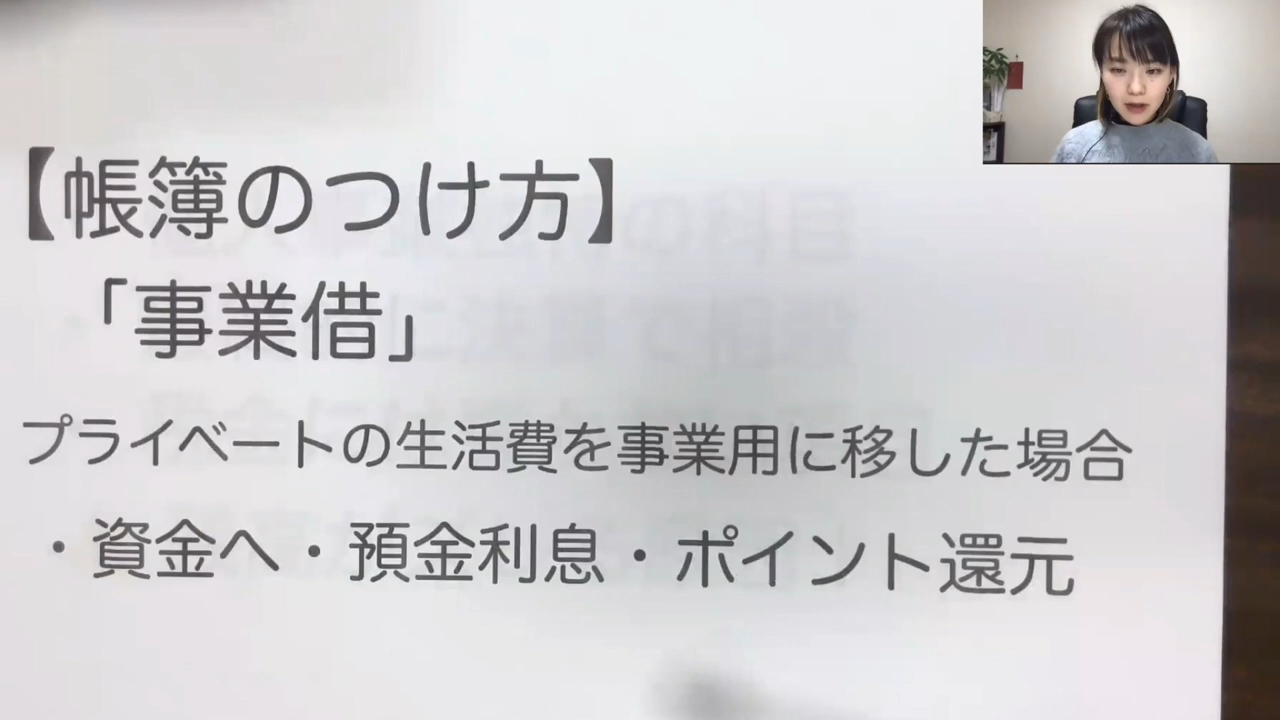 【帳簿のつけ方】
「事業借」
プライベートの生活費を事業用に移した場合
・資金へ・預金利息・ポイント還元